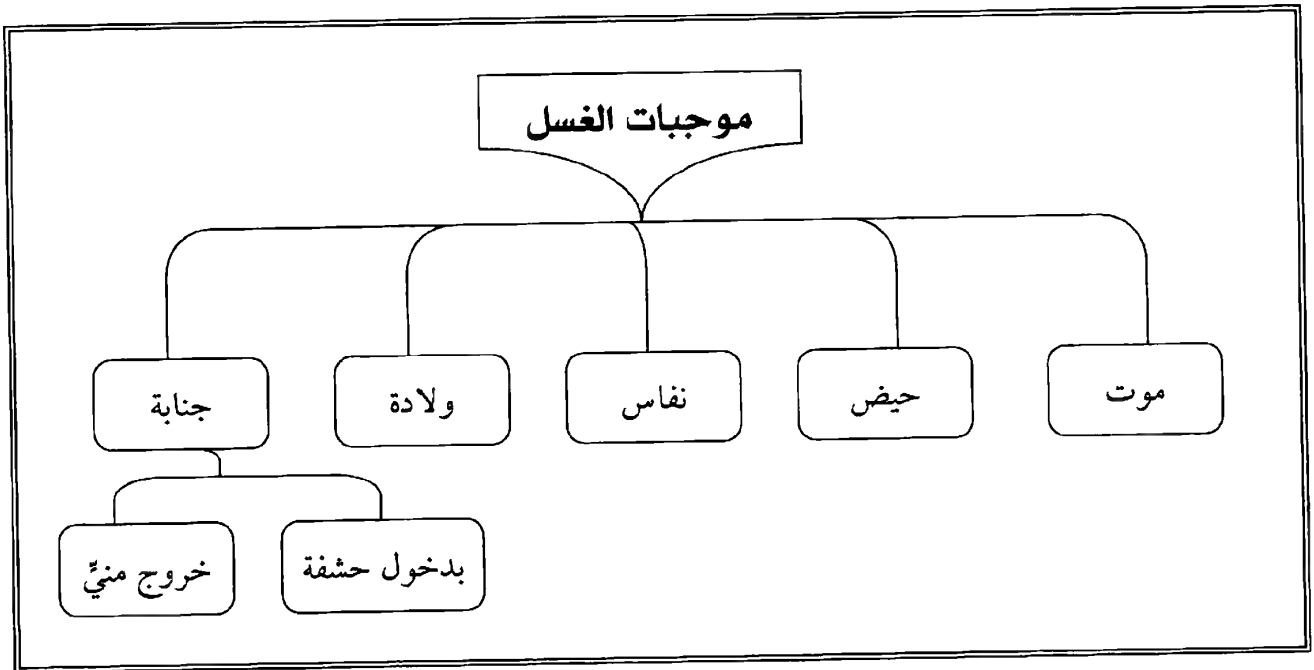 موجبات الغسل
موت
حيض
نفاس
ولادة
جنابة
بدخول حشفة
خروج منيٍّ